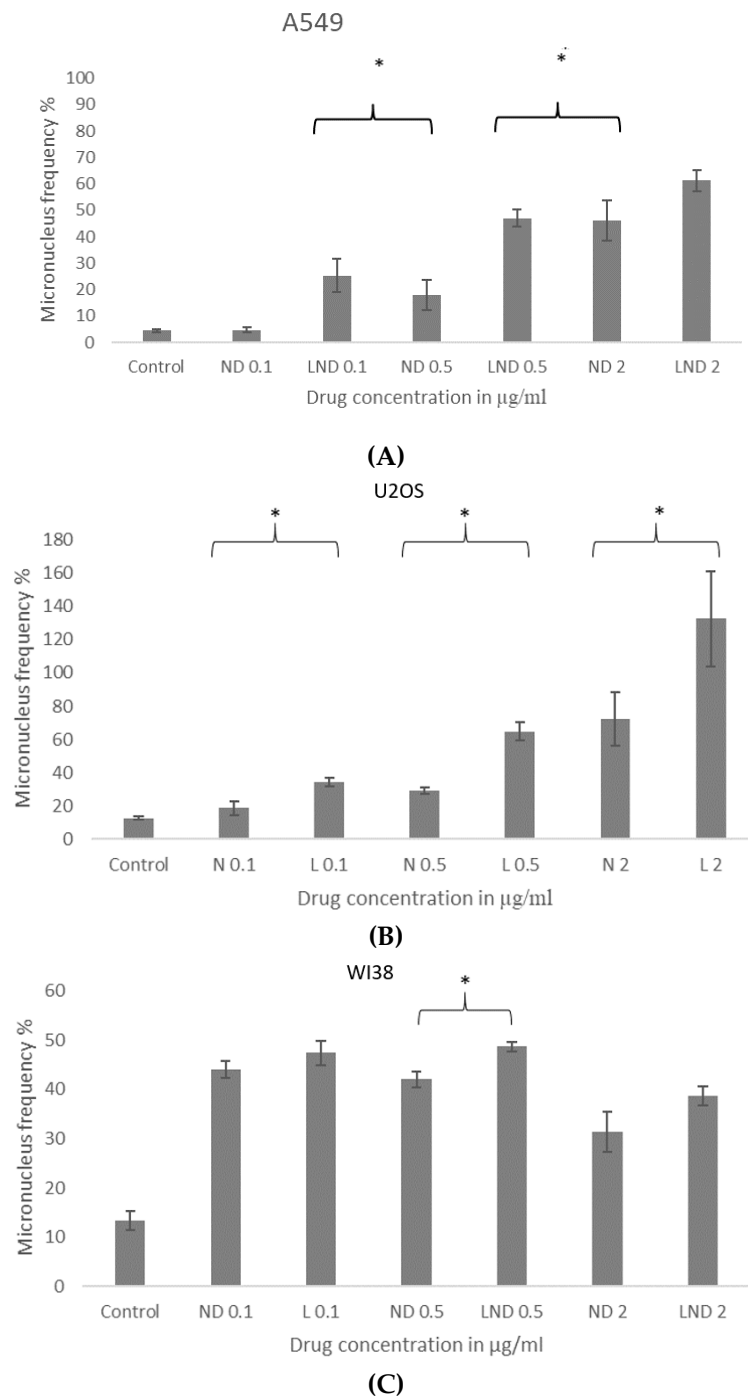 A549
* *
Micronucleus frequency %
100
90
80
70
60
50
40
30
20
10
0
Control ND 0.1 LND 0.1 ND 0.5 LND 0.5 ND 2 LND 2
Drug concentration in µg/ml
(A)
U2OS
* * *
Micronucleus frequency %
180
160
140
120
100
80
60
40
20
0
Control N 0.1 L 0.1 N 0.5 L 0.5 N 2 L 2
Drug concentration in µg/ml
(B)
WI38
*
Micronucleus frequency %
60
50
40
30
20
10
0
Control ND 0.1 L 0.1 ND 0.5 LND 0.5 ND 2 LND 2
Drug concentration in µg/ml
(C)